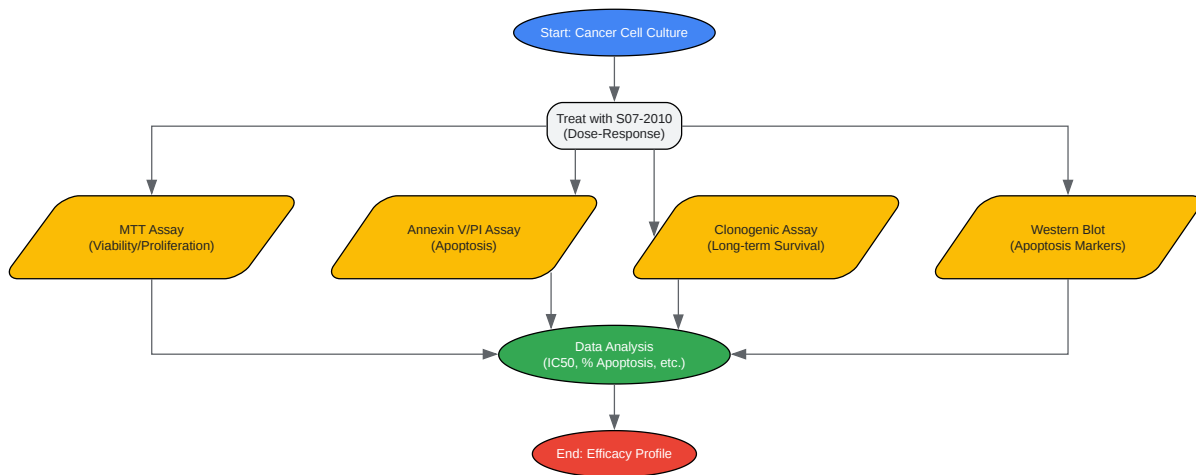 Start: Cancer Cell Culture
Treat with S07-2010
(Dose-Response)
MTT Assay
(Viability/Proliferation)
Annexin V/PI Assay
(Apoptosis)
Clonogenic Assay
(Long-term Survival)
Western Blot
(Apoptosis Markers)
Data Analysis
(IC50, % Apoptosis, etc.)
End: Efficacy Profile